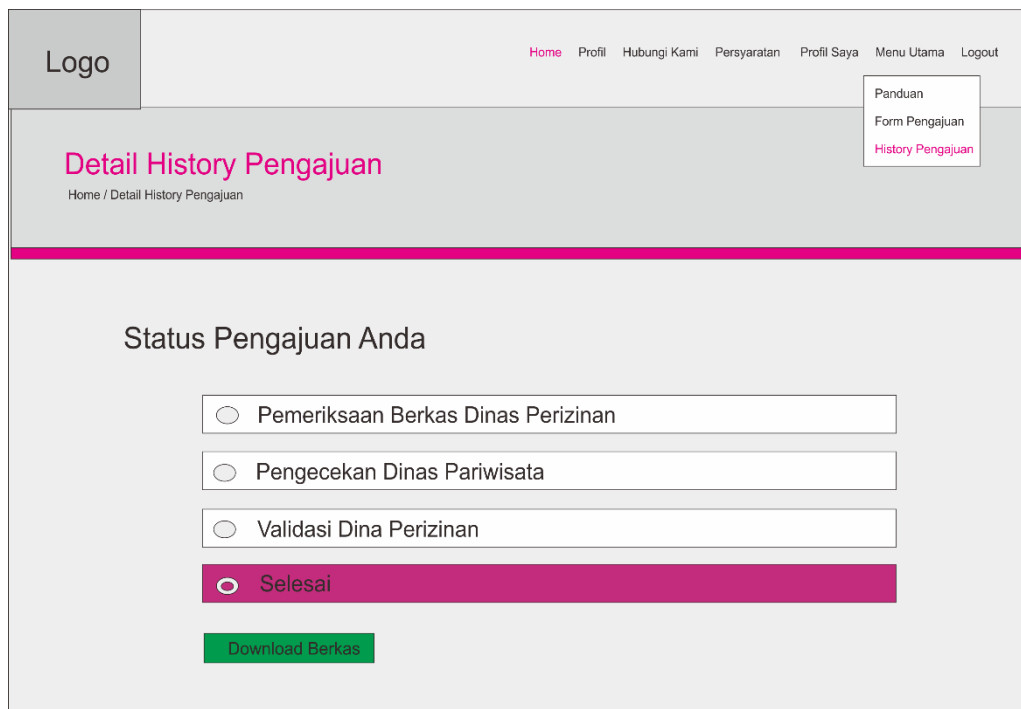 Logo
Home Profil Hubungi Kami Persyaratan Profil Saya Menu Utama Logout
Panduan
Form Pengajuan
History Pengajuan
Detail History Pengajuan
Home / Detail History Pengajuan
Status Pengajuan Anda
Pemeriksaan Berkas Dinas Perizinan
Pengecekan Dinas Pariwisata
Validasi Dina Perizinan
Selesai
Download Berkas